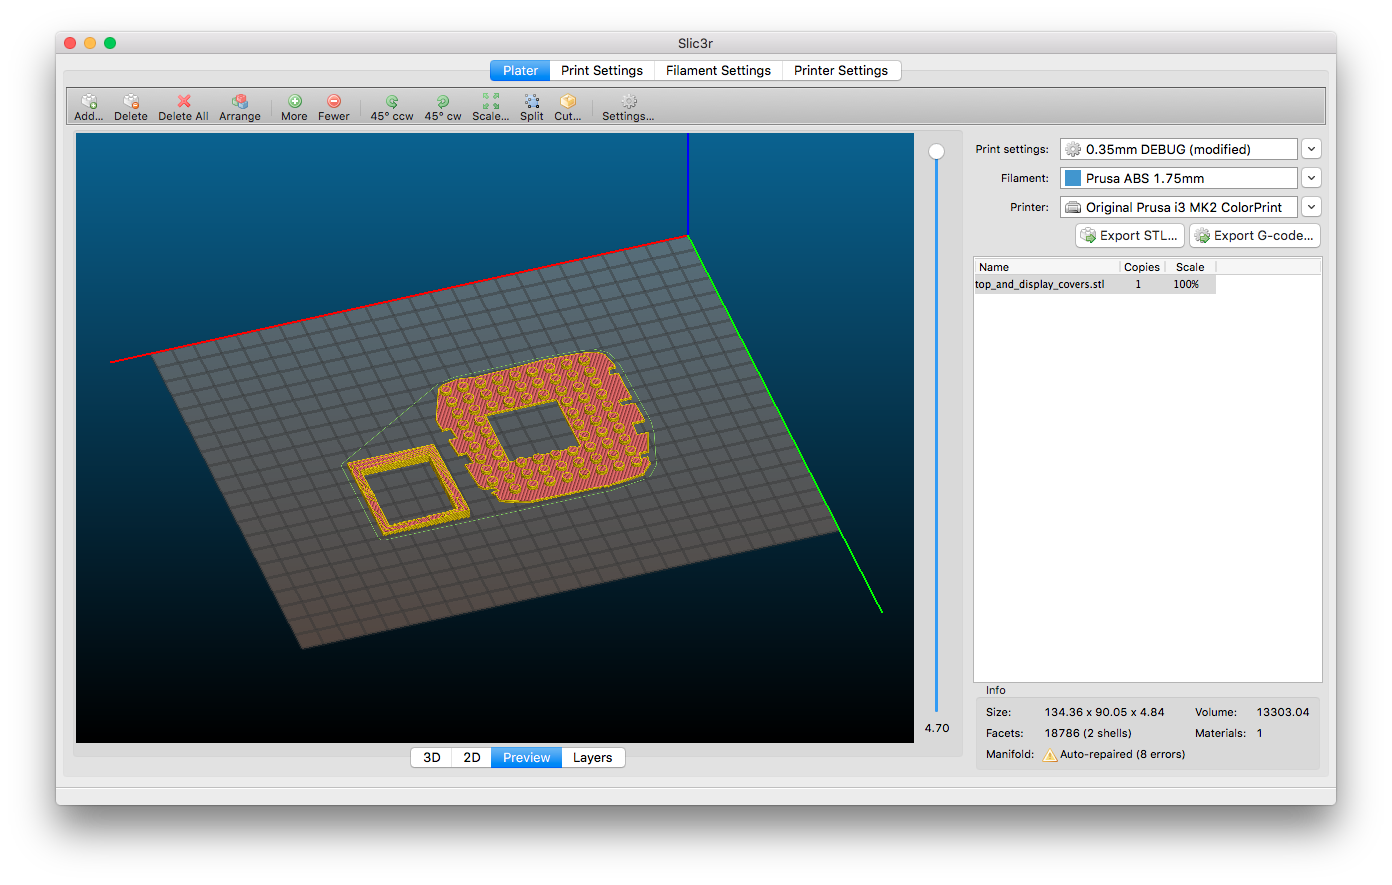 Slic3r
Plater Print Settings Filament Settings Printer Settings
Add... Delete Delete All Arrange More Fewer 45° ccw 45° cw Scale... Split Cut... Settings...
Print settings: 0.35mm DEBUG (modified)
Filament: Prusa ABS 1.75mm
Printer: Original Prusa i3 MK2 ColorPrint
Export STL... Export G-code...
Name Copies Scale
top_and_display_covers.stl 1 100%
Info
Size: 134.36 x 90.05 x 4.84 Volume: 13303.04
4.70
Facets: 18786 (2 shells) Materials: 1
Manifold: Auto-repaired (8 errors)
3D 2D Preview Layers